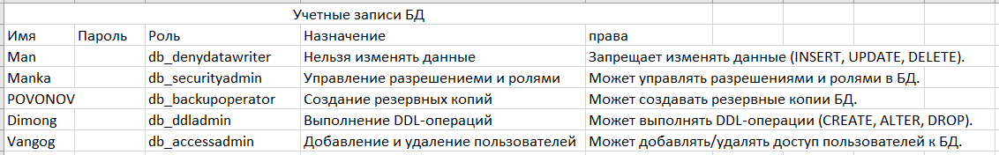 Учетные записи БД
Имя Пароль Роль Назначение права
Man db_denydatawriter Нельзя изменять данные Запрещает изменять данные (INSERT, UPDATE, DELETE).
Manka db_securityadmin Управление разрешениеми и ролями Может управлять разрешениями и ролями в БД.
POVONOV db_backupoperator Создание резервных копий Может создавать резервные копии БД.
Dimong db_ddladmin Выполнение DDL-операций Может выполнять DDL-операции (CREATE, ALTER, DROP).
Vangog db_accessadmin Добавление и удаление пользователей Может добавлять/удалять доступ пользователей к БД.